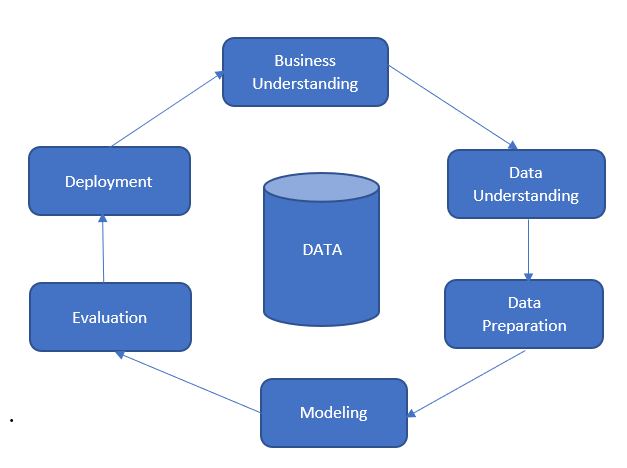 Business
Understanding
Data
Understanding
Data
Preparation
Modeling
Evaluation
Deployment
DATA
.